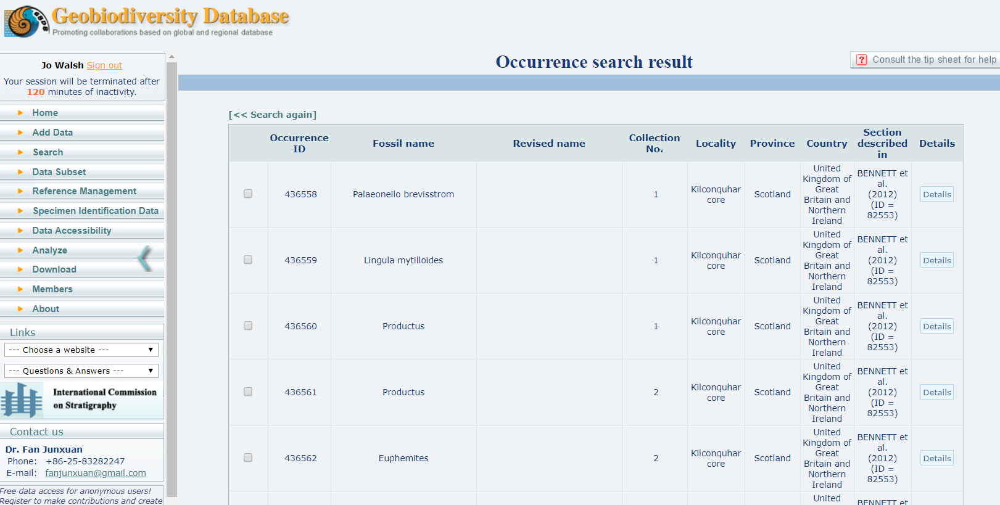 Geobiodiversity Database
Promoting collaborations based on global and regional database
Jo Walsh Sign out
Your session will be terminated after
120 minutes of inactivity.
Home
Add Data
Search
Data Subset
Reference Management
Specimen Identification Data
Data Accessibility
Analyze
Download
Members
About
Links
--- Choose a website ---
--- Questions & Answers ---
International Commission
on Stratigraphy
Contact us
Dr. Fan Junxuan
Phone: +86-25-83282247
E-mail: fanjunxuan@gmail.com
Free data access for anonymous users!
Register to make contributions and create
Occurrence search result
Consult the tip sheet for help
[<< Search again]
Occurrence
ID
Fossil name
Revised name
Collection
No.
Locality
Province
Country
Section
described
in
Details
436558
Palaeoneilo brevisstrom
1
Kilconquhar
core
Scotland
United
Kingdom of
Great
Britain and
Northern
Ireland
BENNETT et
al.
(2012)
(ID =
82553)
Details
436559
Lingula mytilloides
1
Kilconquhar
core
Scotland
United
Kingdom of
Great
Britain and
Northern
Ireland
BENNETT et
al.
(2012)
(ID =
82553)
Details
436560
Productus
1
Kilconquhar
core
Scotland
United
Kingdom of
Great
Britain and
Northern
Ireland
BENNETT et
al.
(2012)
(ID =
82553)
Details
436561
Productus
2
Kilconquhar
core
Scotland
United
Kingdom of
Great
Britain and
Northern
Ireland
BENNETT et
al.
(2012)
(ID =
82553)
Details
436562
Euphemites
2
Kilconquhar
core
Scotland
United
Kingdom of
Great
Britain and
Northern
Ireland
BENNETT et
al.
(2012)
(ID =
82553)
Details
United
BENNETT et